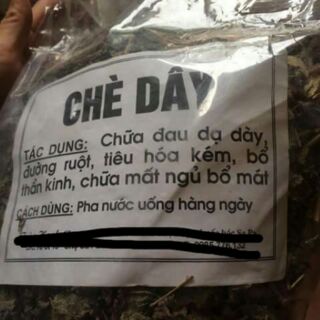 CHÈ DÂY
TÁC DỤNG: Chữa đau dạ dày,
đường ruột, tiêu hóa kém, bổ
thần kinh, chữa mất ngủ bổ mát
CÁCH DÙNG: Pha nước uống hàng ngày